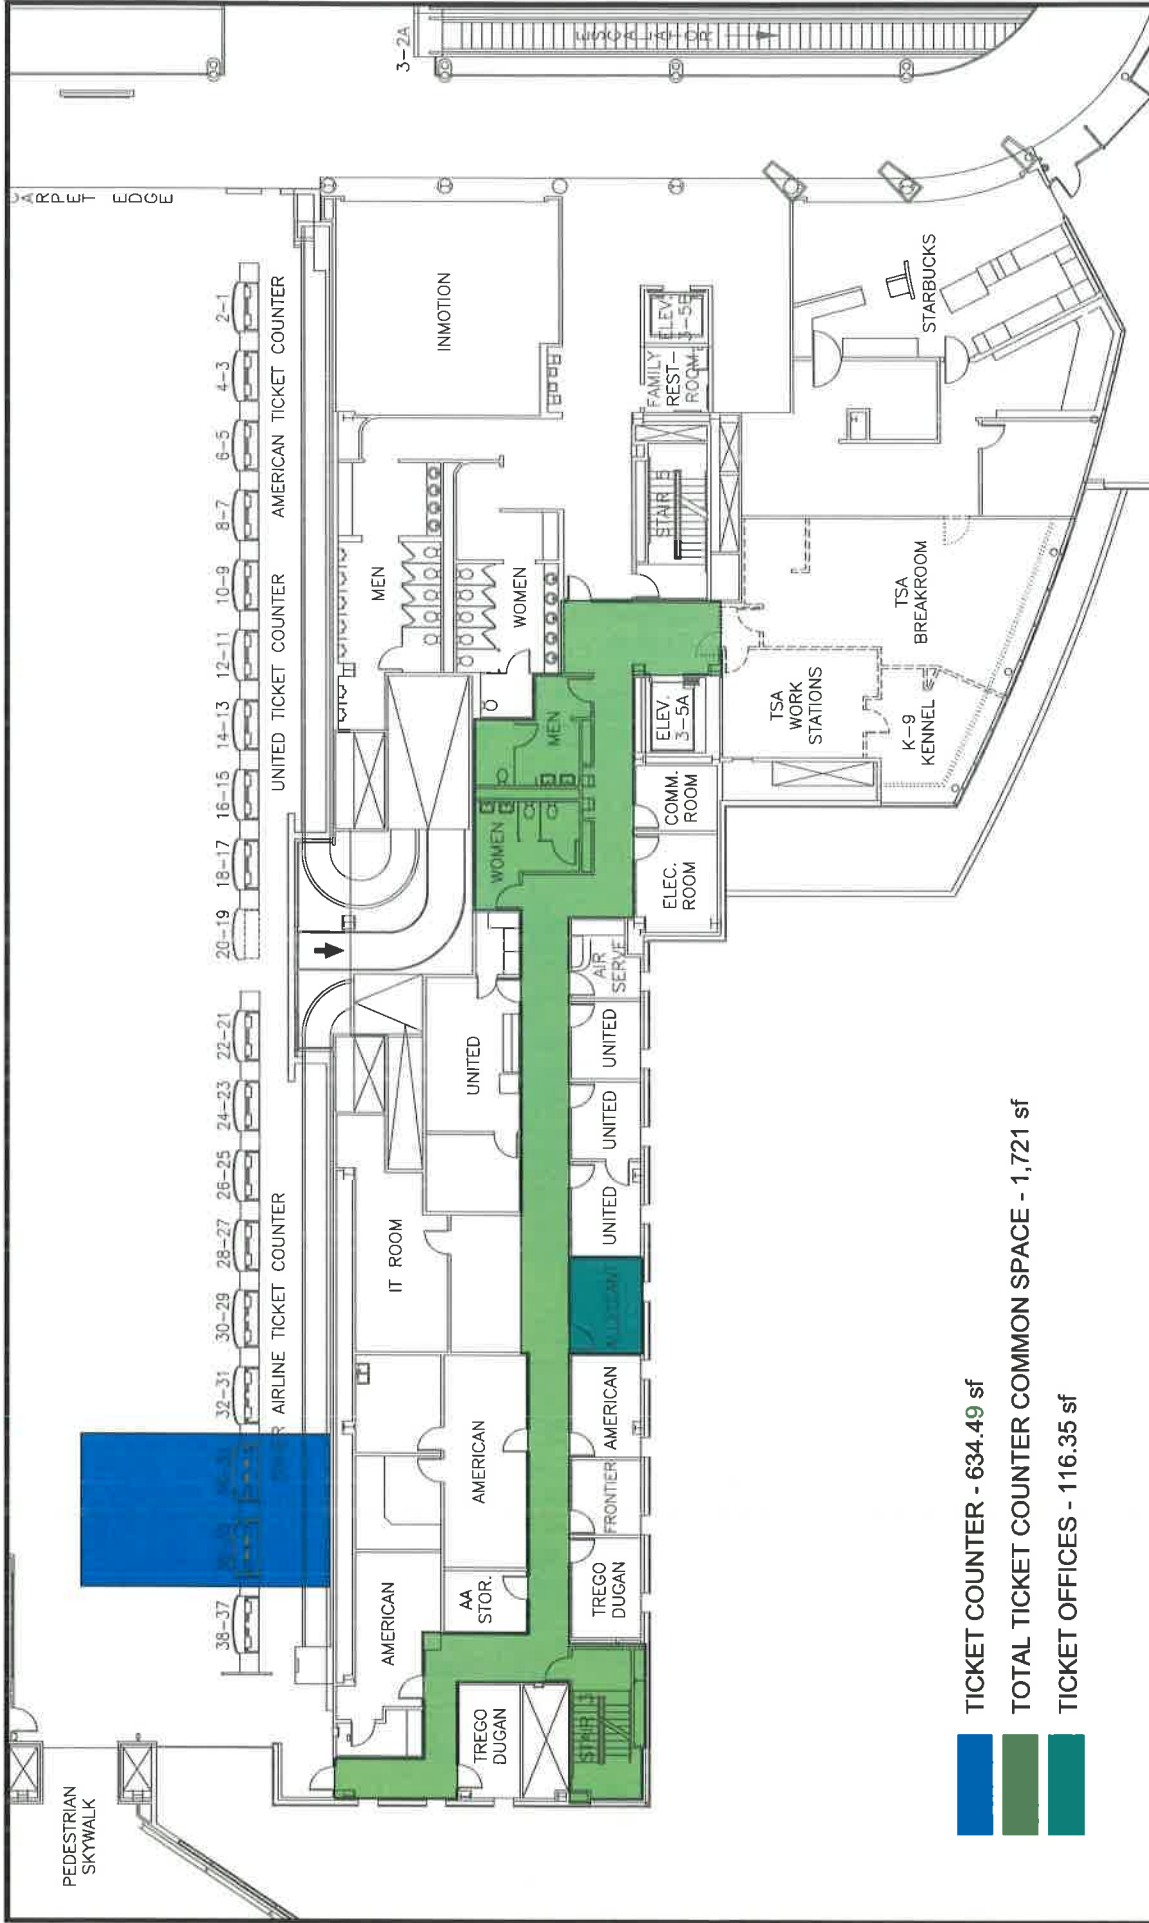 PEDESTRIAN
SKYWALK
CARPET EDGE
3-2A
ESCALATOR
38-37
32-31
30-29
28-27
26-25
24-23
22-21
20-19
18-17
16-15
14-13
12-11
10-9
8-7
6-5
4-3
2-1
AIRLINE TICKET COUNTER
UNITED TICKET COUNTER
AMERICAN TICKET COUNTER
AMERICAN
IT ROOM
MEN
INMOTION
TREGO
DUGAN
AA
STOR.
AMERICAN
UNITED
WOMEN
MEN
WOMEN
STAIR 3
TREGO
DUGAN
FRONTIER
AMERICAN
ALLEGIANT
UNITED
UNITED
UNITED
AIR
SERVE
ELEC.
ROOM
COMM.
ROOM
ELEV.
3-5A
STAIR 5
FAMILY
REST-
ROOM
ELEV.
3-5B
TSA
WORK
STATIONS
K-9
KENNEL
TSA
BREAKROOM
STARBUCKS
TICKET COUNTER - 634.49 sf
TOTAL TICKET COUNTER COMMON SPACE - 1,721 sf
TICKET OFFICES - 116.35 sf